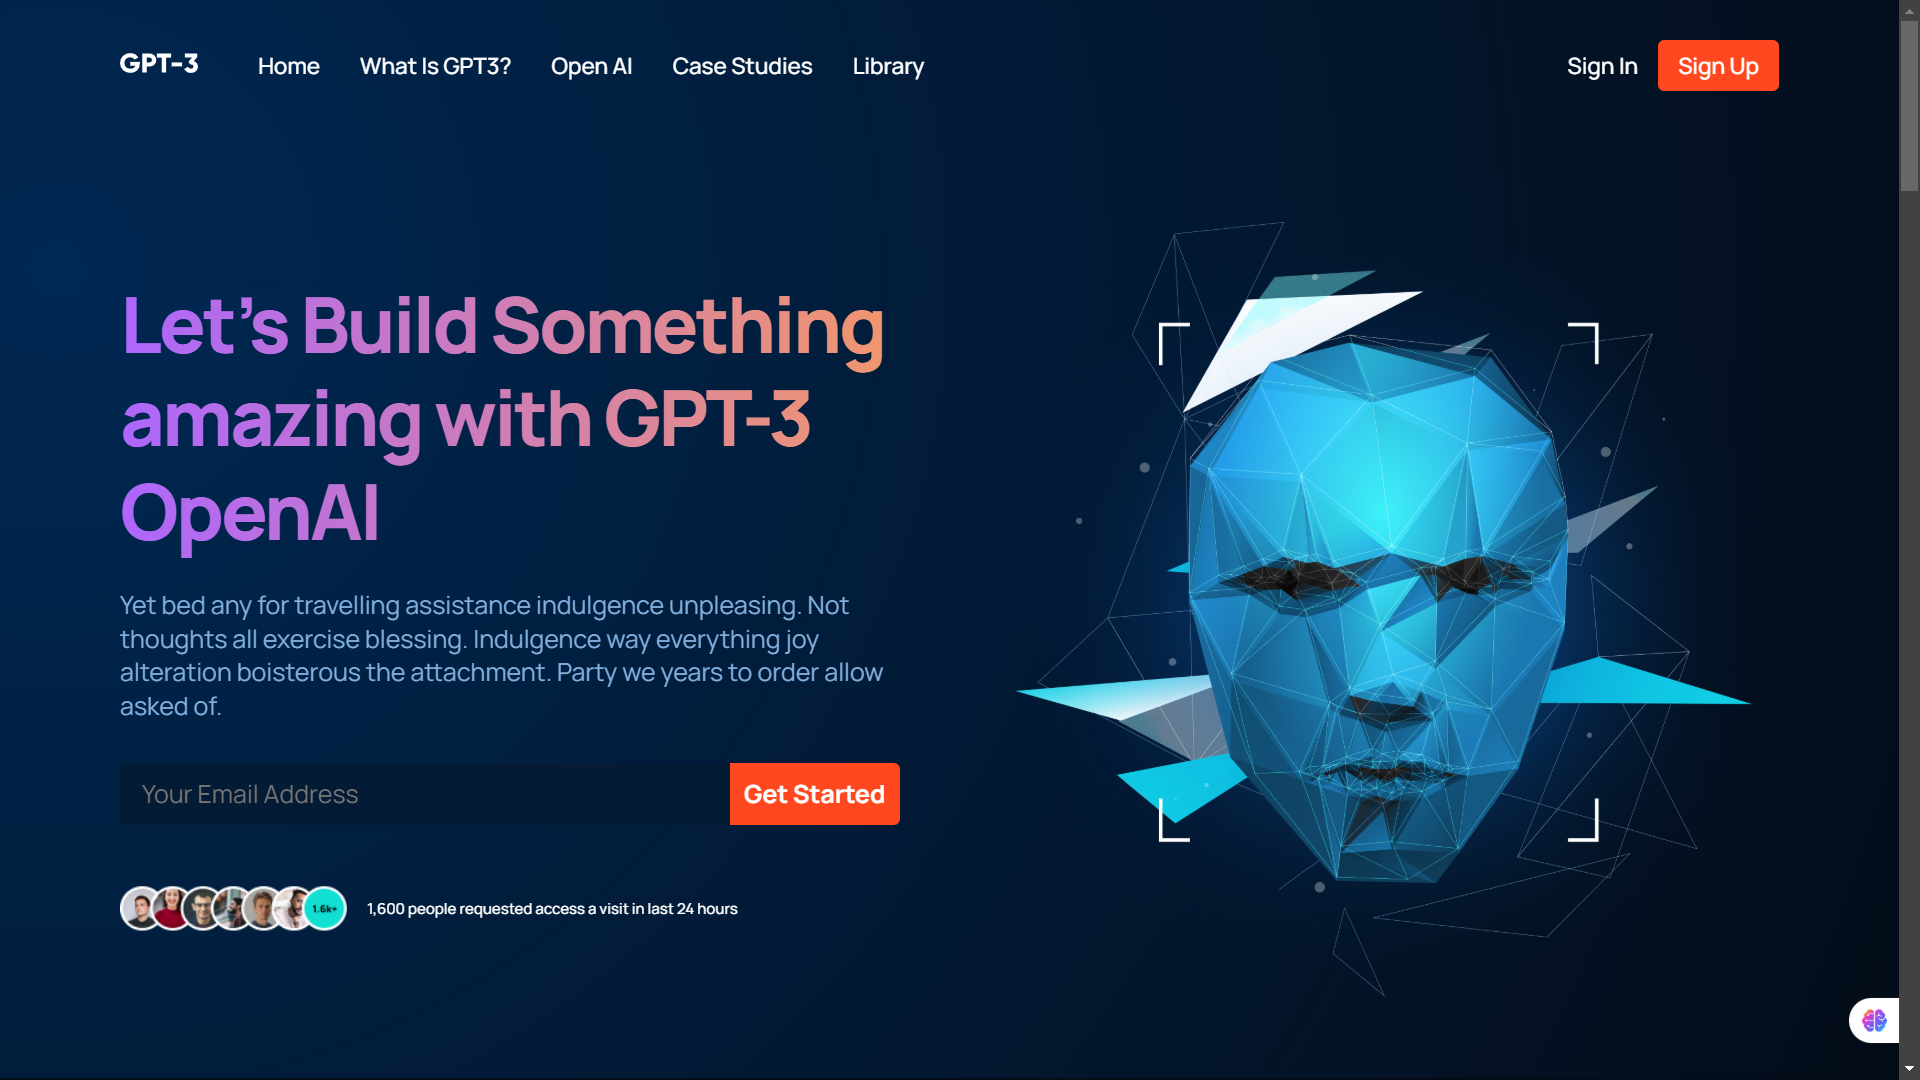 GPT-3
Home
What Is GPT3?
Open AI
Case Studies
Library
Sign In
Sign Up
Let’s Build Something
amazing with GPT-3
OpenAI
Yet bed any for travelling assistance indulgence unpleasing. Not
thoughts all exercise blessing. Indulgence way everything joy
alteration boisterous the attachment. Party we years to order allow
asked of.
Your Email Address
Get Started
1.6k+
1,600 people requested access a visit in last 24 hours